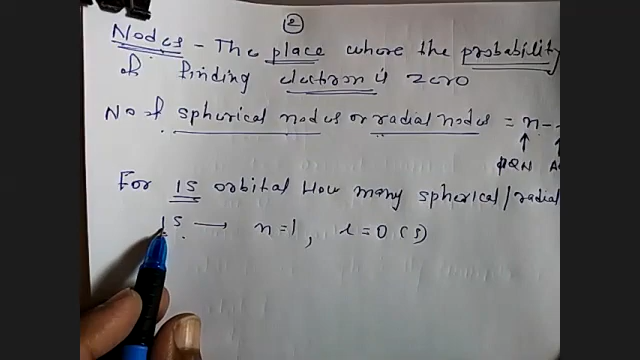 2
Nodes - The place where the probability
of finding electron is zero
No of spherical nodes or radial nodes = n -
PQN A
For 1s orbital How many spherical/radial
1s → n = 1, l = 0 (s)